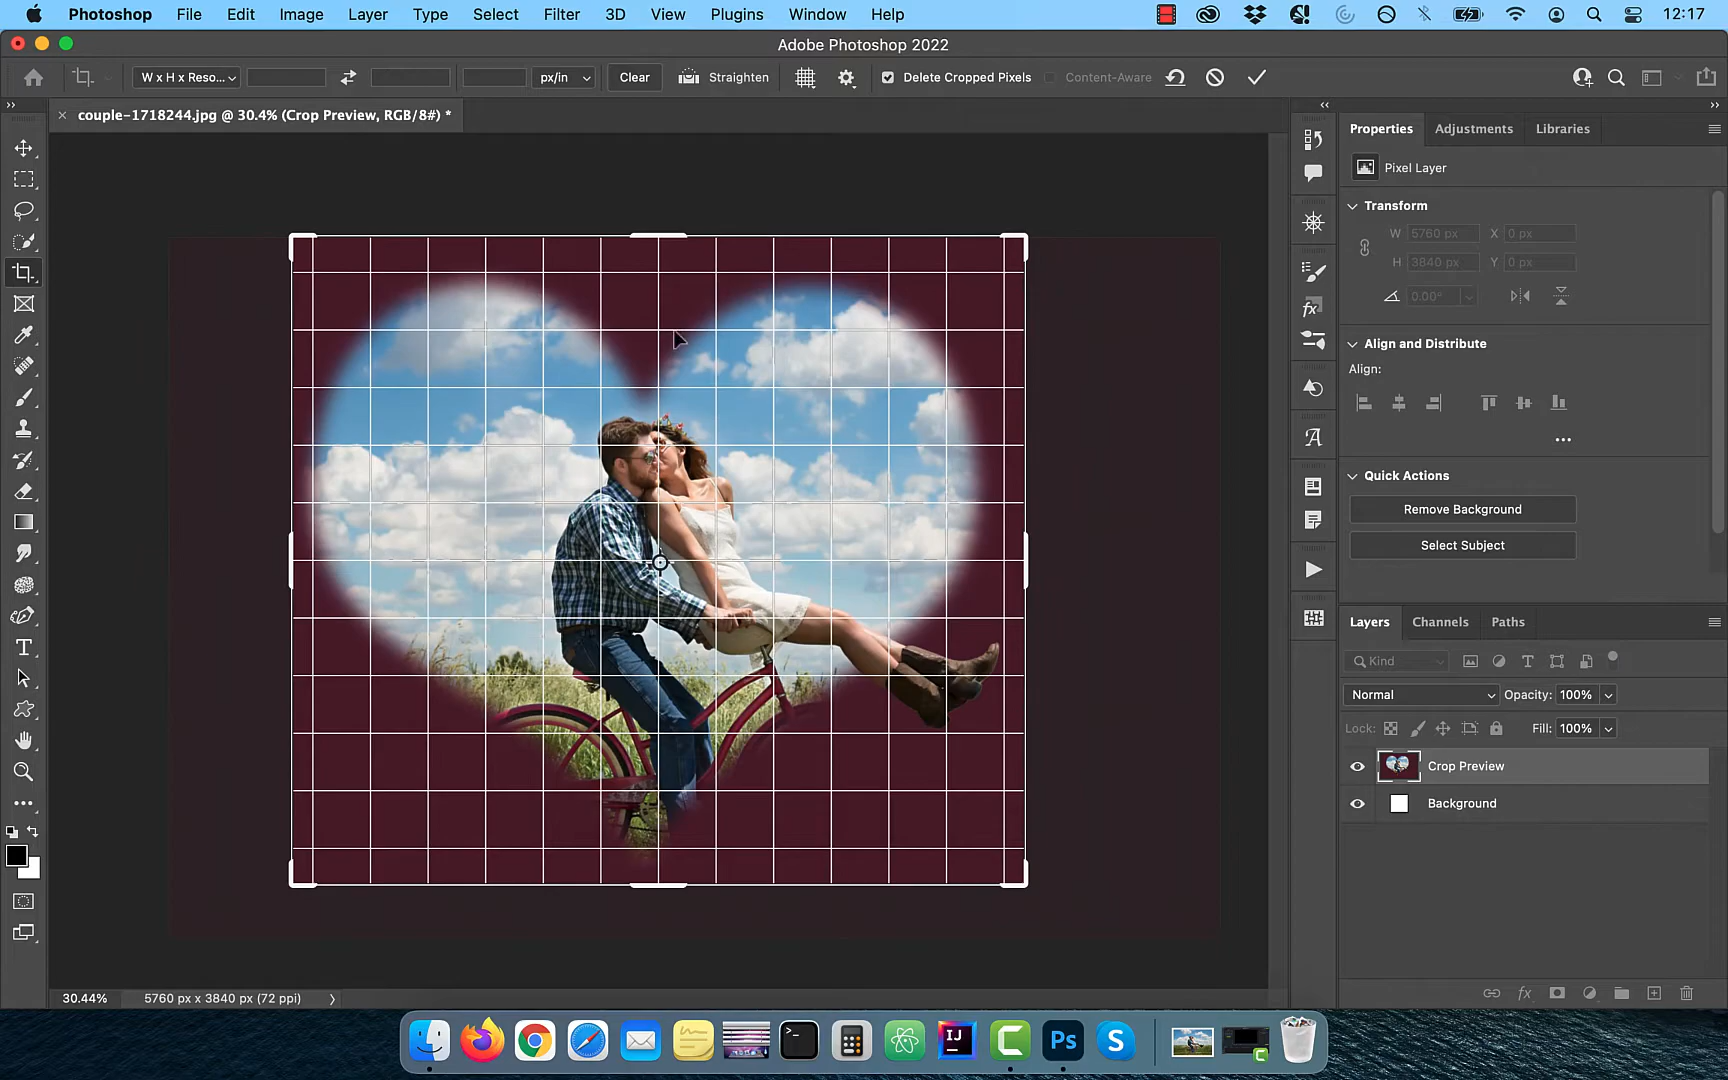 Photoshop File Edit Image Layer Type Select Filter 3D View Plugins Window Help 12:17
Adobe Photoshop 2022
W x H x Reso... px/in Clear Straighten Delete Cropped Pixels Content-Aware
couple-1718244.jpg @ 30.4% (Crop Preview, RGB/8#) *
Properties Adjustments Libraries
Pixel Layer
Transform
W 5760 px X 0 px
H 3840 px Y 0 px
0.00°
Align and Distribute
Align:
Quick Actions
Remove Background
Select Subject
Layers Channels Paths
Kind
Normal Opacity: 100%
Lock: Fill: 100%
Crop Preview
Background
30.44% 5760 px x 3840 px (72 ppi)
IJ
Ps